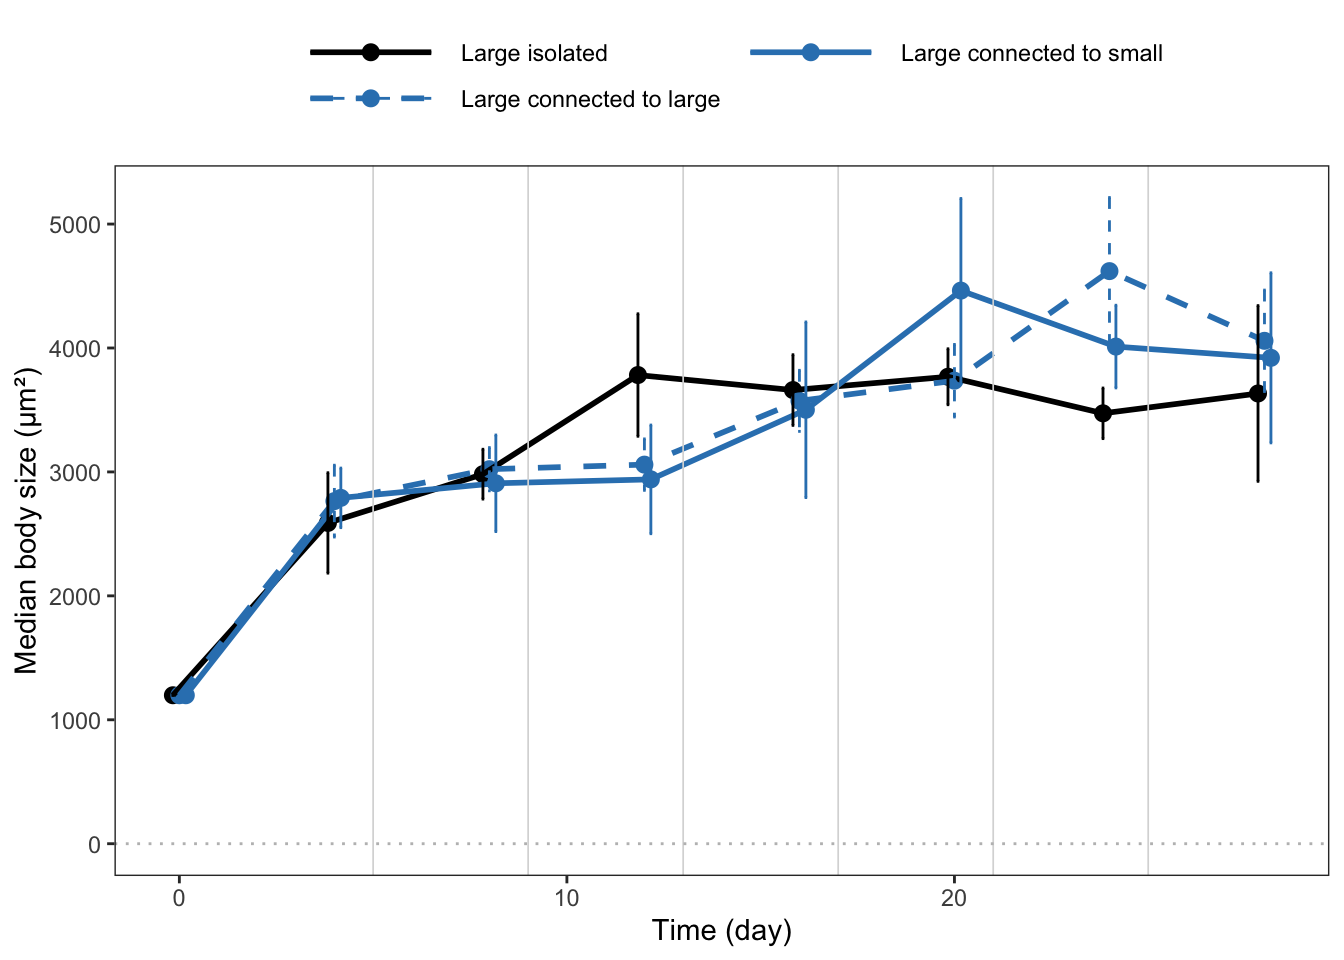 Large isolated
Large connected to small
Large connected to large
Median body size (μm²)
5000
4000
3000
2000
1000
0
0
10
20
Time (day)